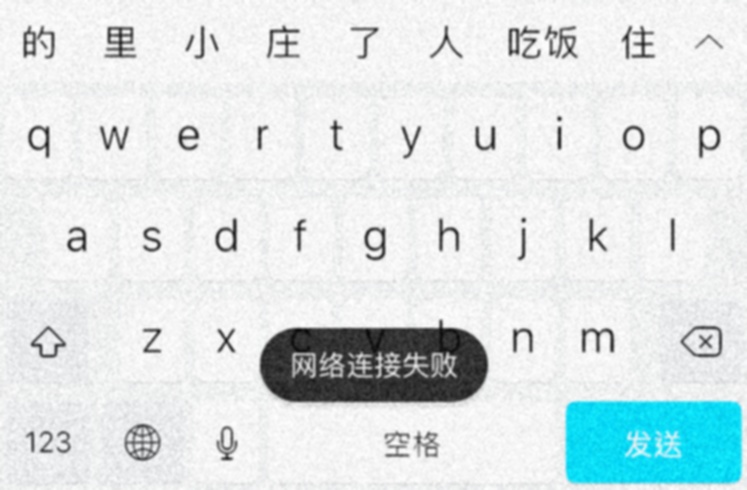 的 里 小 庄 了 人 吃饭 住
q w e r t y u i o p
a s d f g h j k l
z x c v b n m
网络连接失败
123 空格 发送